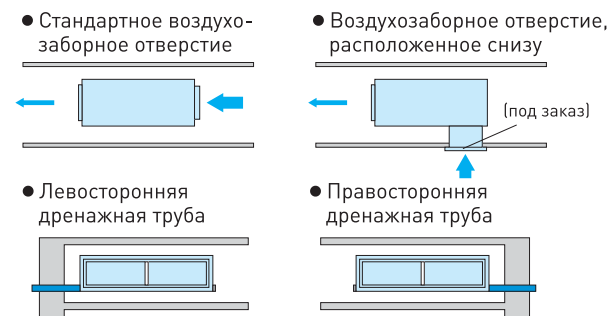 ● Стандартное воздухо-
заборное отверстие
● Воздухозаборное отверстие,
расположенное снизу
(под заказ)
● Левосторонняя
дренажная труба
● Правосторонняя
дренажная труба